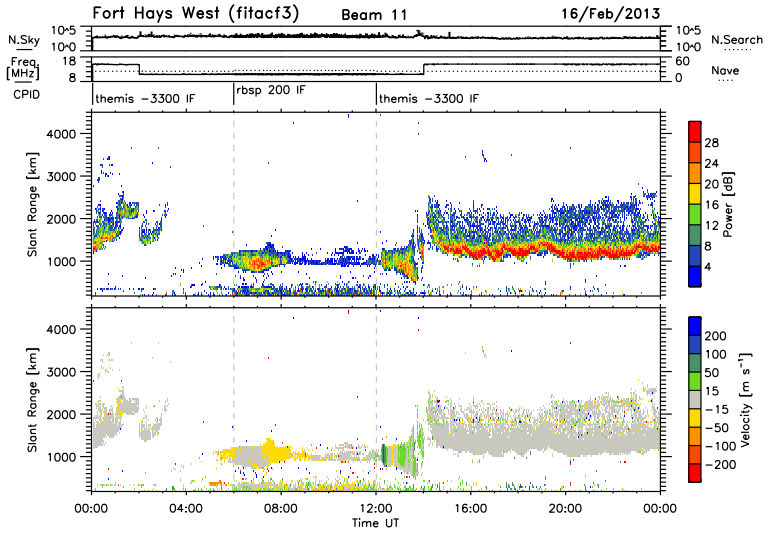 Fort Hays West (fitacf3) Beam 11 16/Feb/2013
N.Sky 10^5 10^0 10^5 10^0 N.Search
Freq. [MHz] 18 8 60 0 Nave
CPID themis -3300 IF rbsp 200 IF themis -3300 IF
Slant Range [km]
4000
3000
2000
1000
Power [dB]
28
24
20
16
12
8
4
Slant Range [km]
4000
3000
2000
1000
Velocity [m s⁻¹]
200
100
50
15
-15
-50
-100
-200
00:00 04:00 08:00 12:00 16:00 20:00 00:00
Time UT